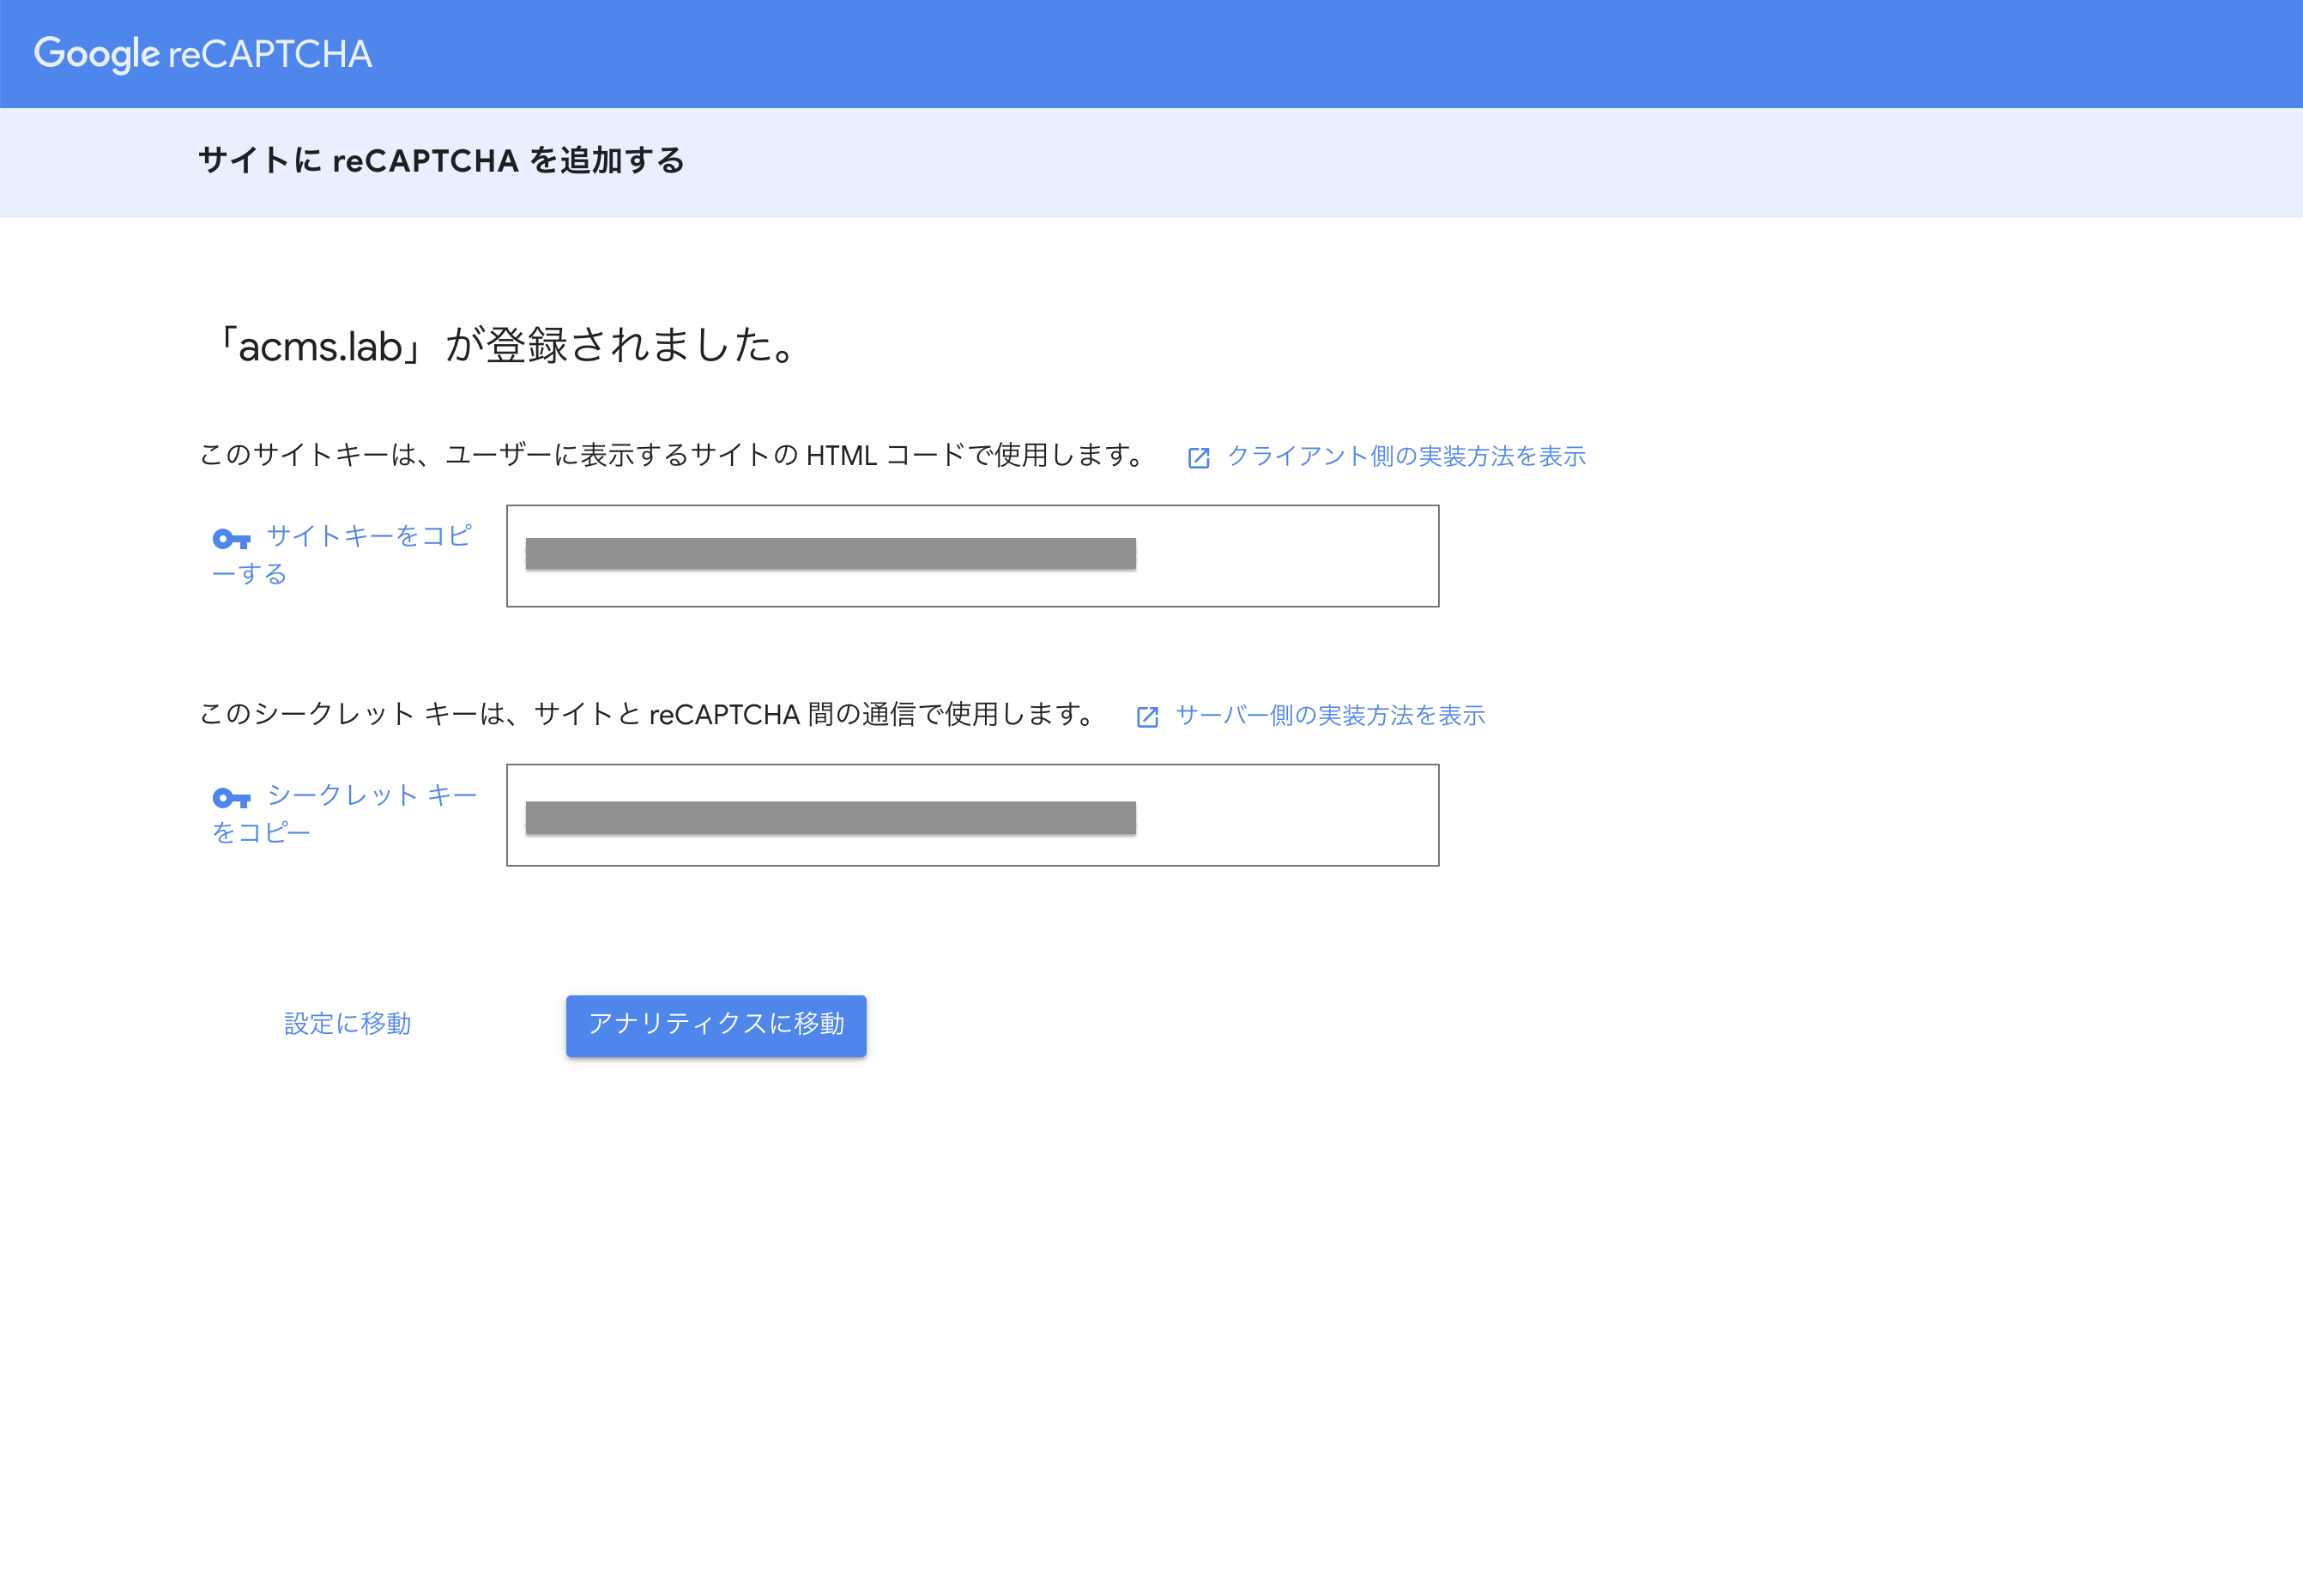 Google reCAPTCHA
サイトに reCAPTCHA を追加する
「acms.lab」 が登録されました。
このサイトキーは、ユーザーに表示するサイトの HTML コードで使用します。 クライアント側の実装方法を表示
サイトキーをコピ
ーする
このシークレット キーは、サイトと reCAPTCHA 間の通信で使用します。 サーバー側の実装方法を表示
シークレット キー
をコピー
設定に移動 アナリティクスに移動